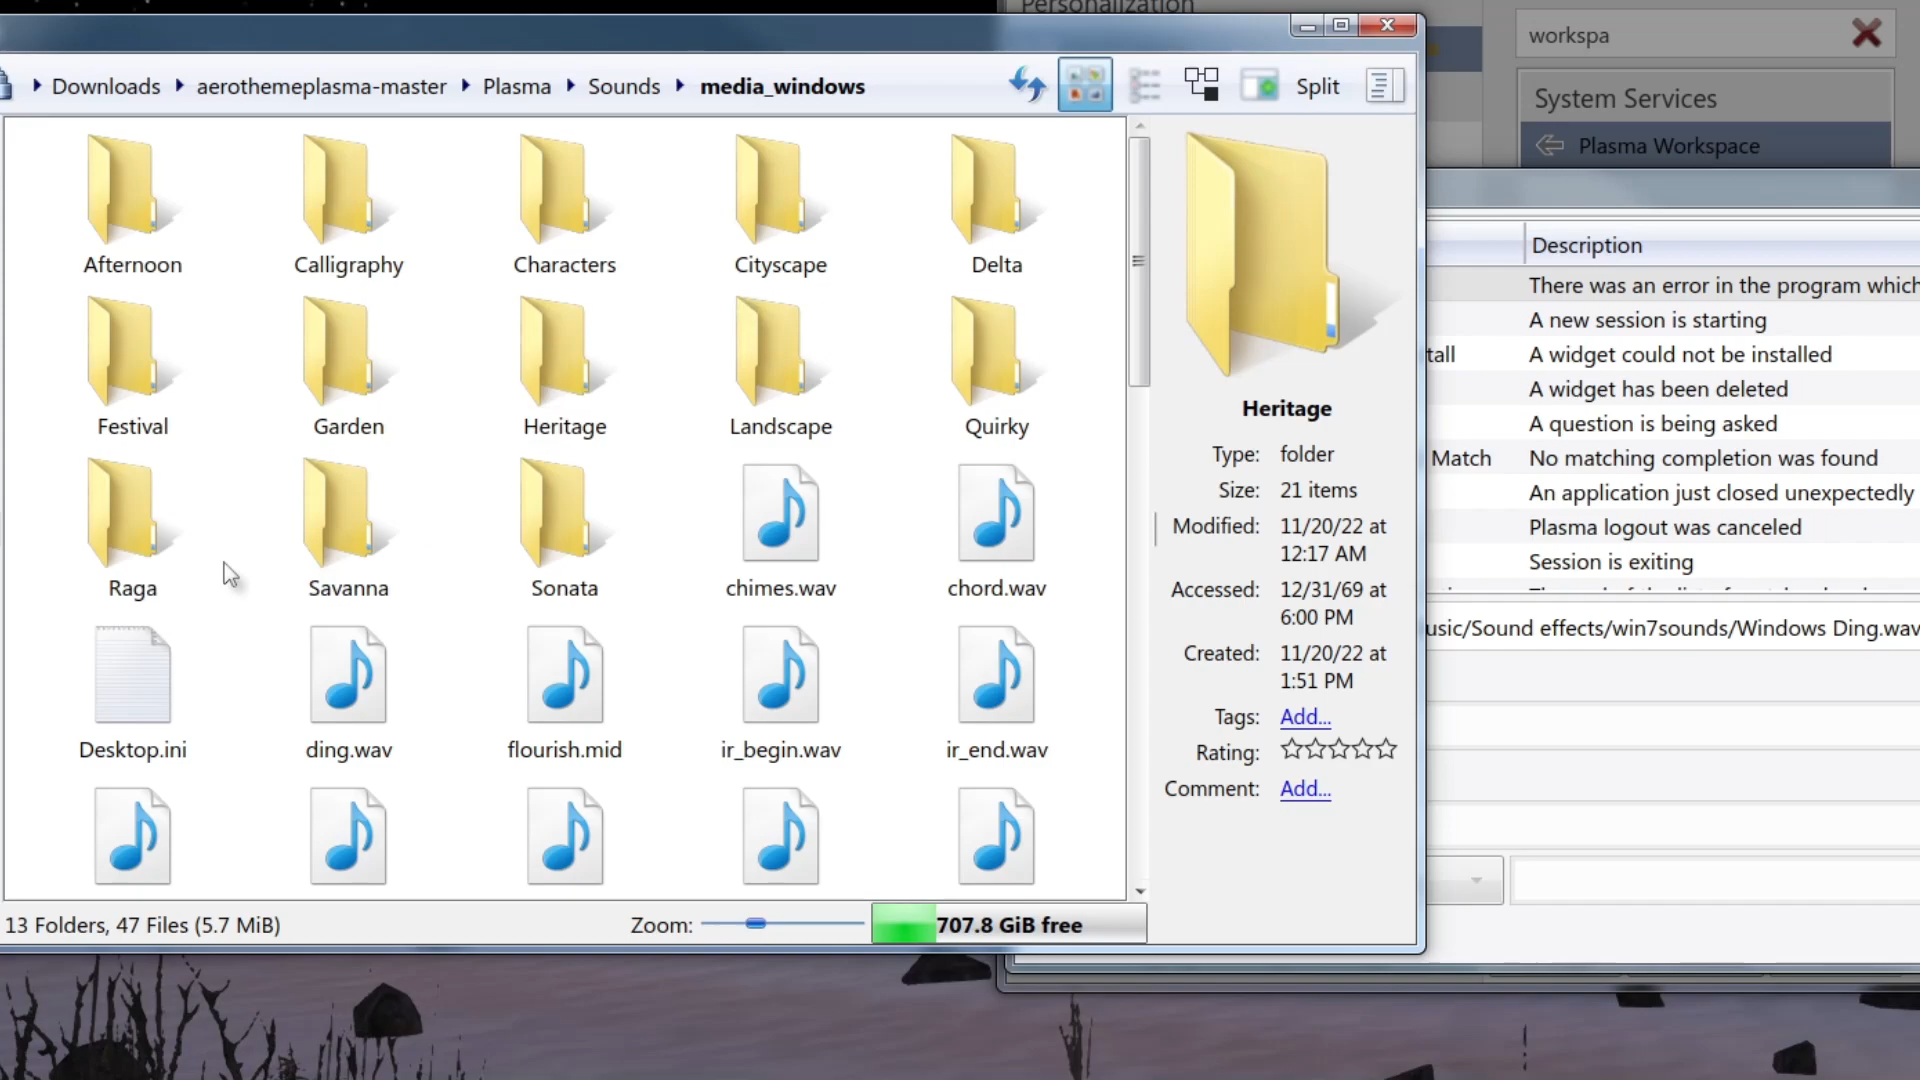 Personalization
workspa
System Services
Plasma Workspace
Downloads aerothemeplasma-master Plasma Sounds media_windows
Split
Afternoon Calligraphy Characters Cityscape Delta
Festival Garden Heritage Landscape Quirky
Raga Savanna Sonata chimes.wav chord.wav
Desktop.ini ding.wav flourish.mid ir_begin.wav ir_end.wav
13 Folders, 47 Files (5.7 MiB)
Zoom:
707.8 GiB free
Heritage
Type: folder
Size: 21 items
Modified: 11/20/22 at
12:17 AM
Accessed: 12/31/69 at
6:00 PM
Created: 11/20/22 at
1:51 PM
Tags: Add...
Rating:
Comment: Add...
Description
There was an error in the program which
A new session is starting
tall A widget could not be installed
A widget has been deleted
A question is being asked
Match No matching completion was found
An application just closed unexpectedly
Plasma logout was canceled
Session is exiting
usic/Sound effects/win7sounds/Windows Ding.wav